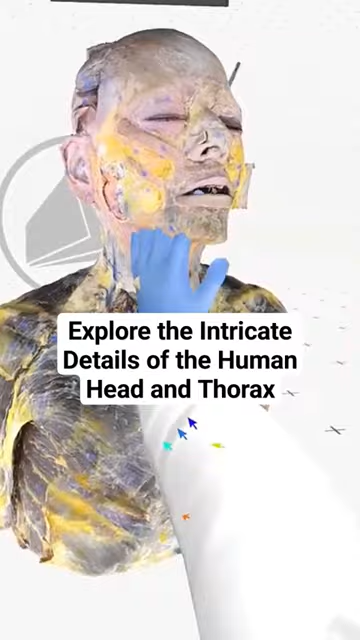 Explore the Intricate
Details of the Human
Head and Thorax